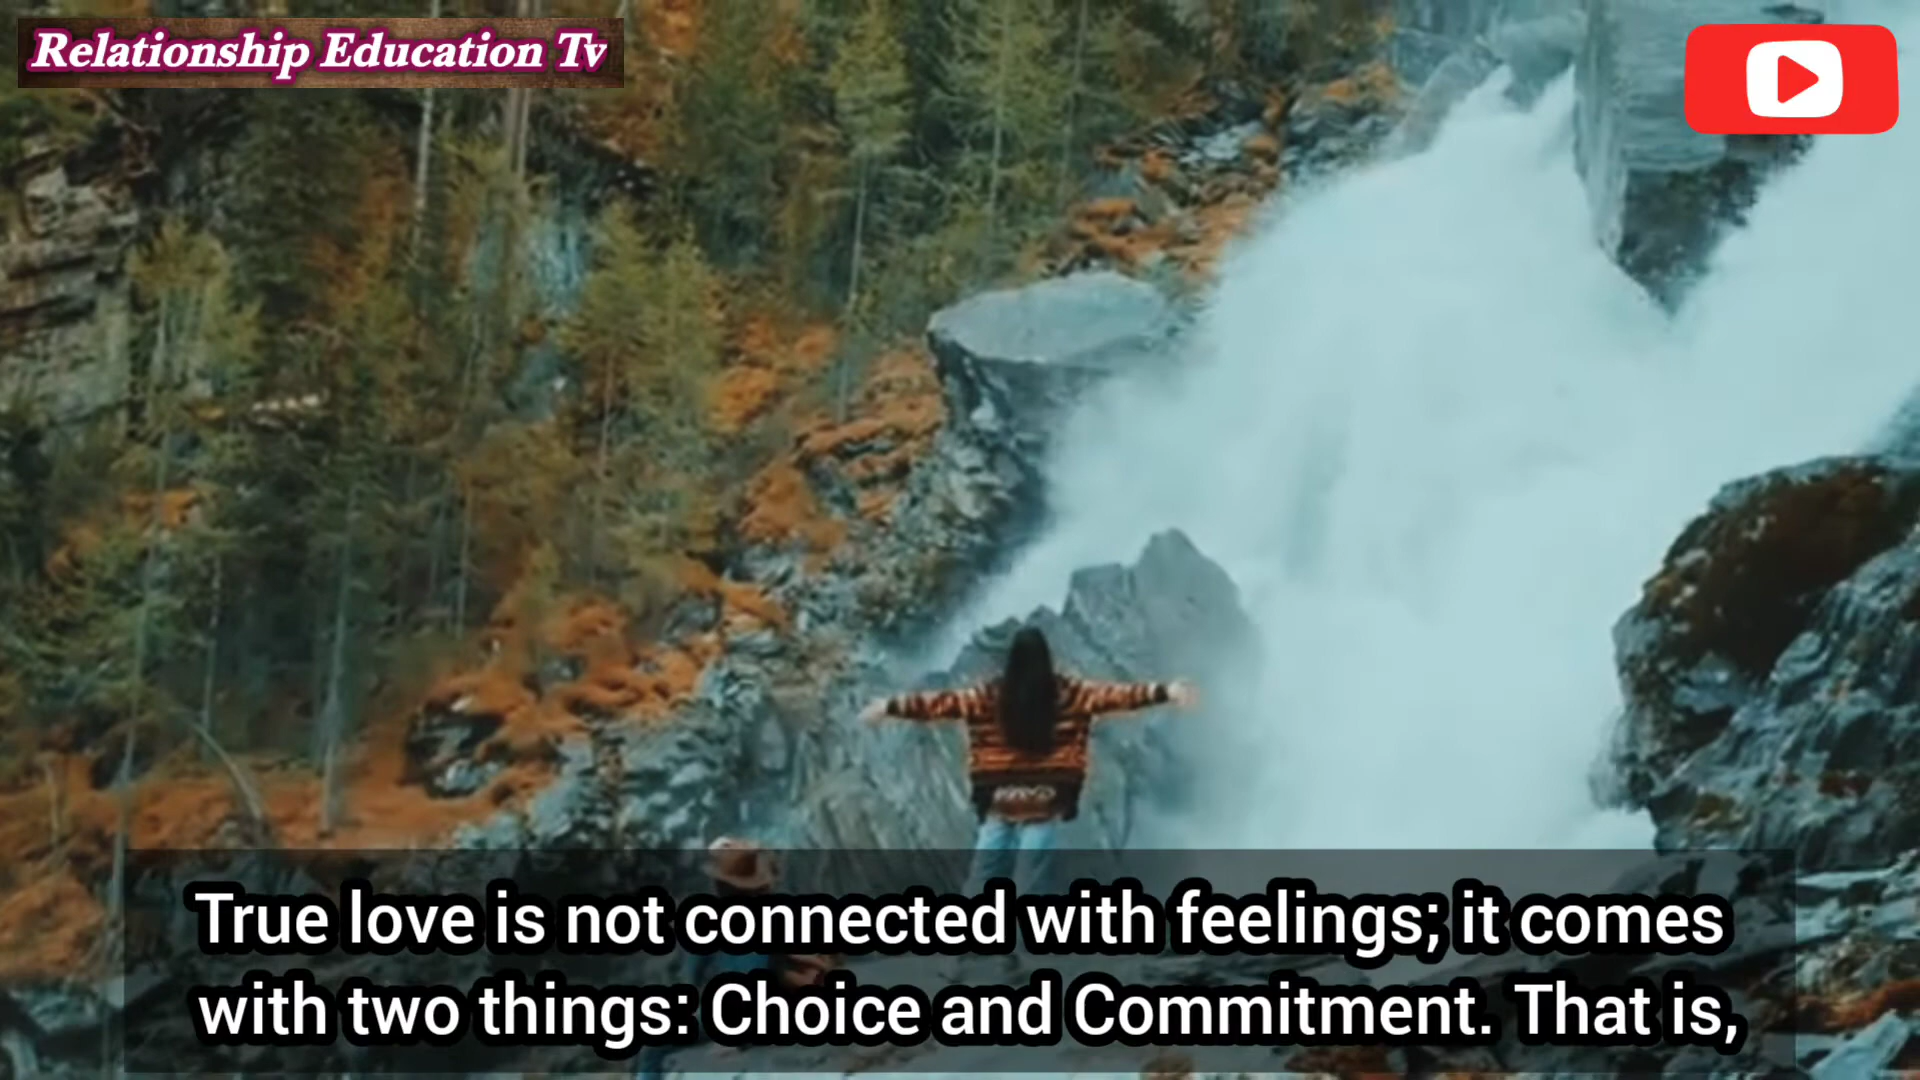 Relationship Education Tv
True love is not connected with feelings; it comes
with two things: Choice and Commitment. That is,